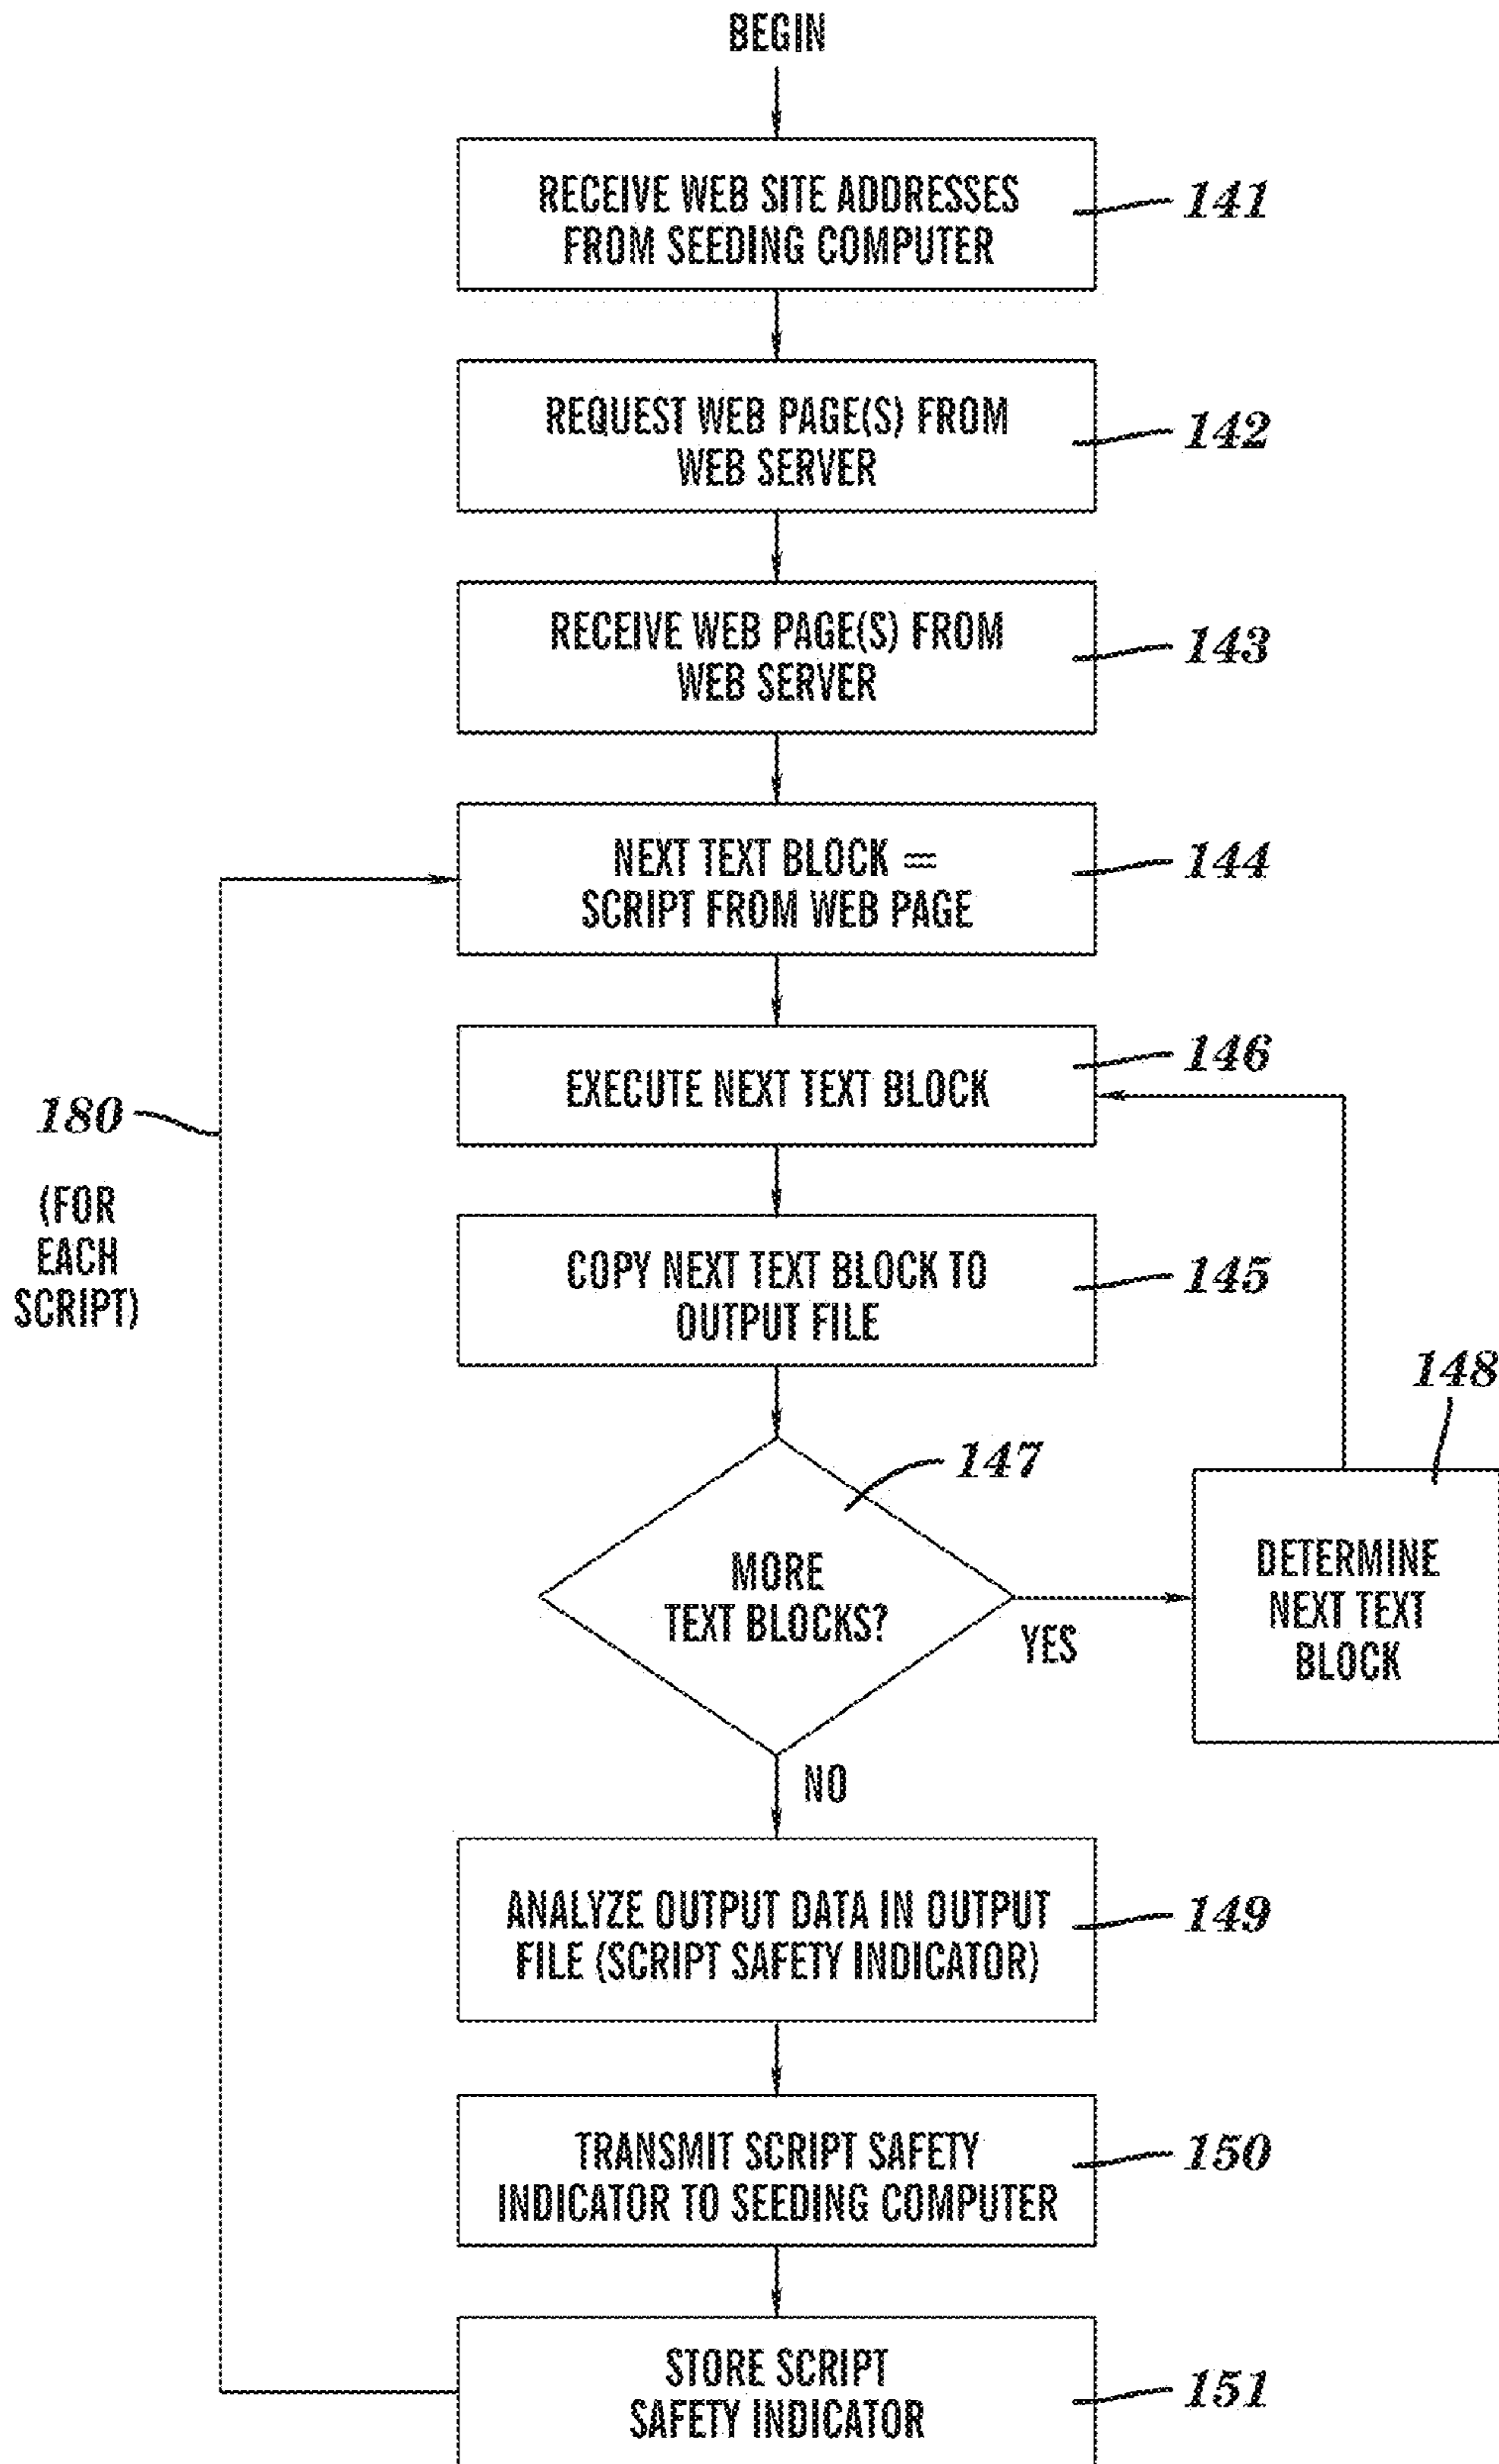 BEGIN
RECEIVE WEB SITE ADDRESSES
FROM SEEDING COMPUTER
141
REQUEST WEB PAGE(S) FROM
WEB SERVER
142
RECEIVE WEB PAGE(S) FROM
WEB SERVER
143
NEXT TEXT BLOCK =
SCRIPT FROM WEB PAGE
144
EXECUTE NEXT TEXT BLOCK
146
180
(FOR
EACH
SCRIPT)
COPY NEXT TEXT BLOCK TO
OUTPUT FILE
145
148
147
MORE
TEXT BLOCKS?
YES
DETERMINE
NEXT TEXT
BLOCK
NO
ANALYZE OUTPUT DATA IN OUTPUT
FILE (SCRIPT SAFETY INDICATOR)
149
TRANSMIT SCRIPT SAFETY
INDICATOR TO SEEDING COMPUTER
150
STORE SCRIPT
SAFETY INDICATOR
151